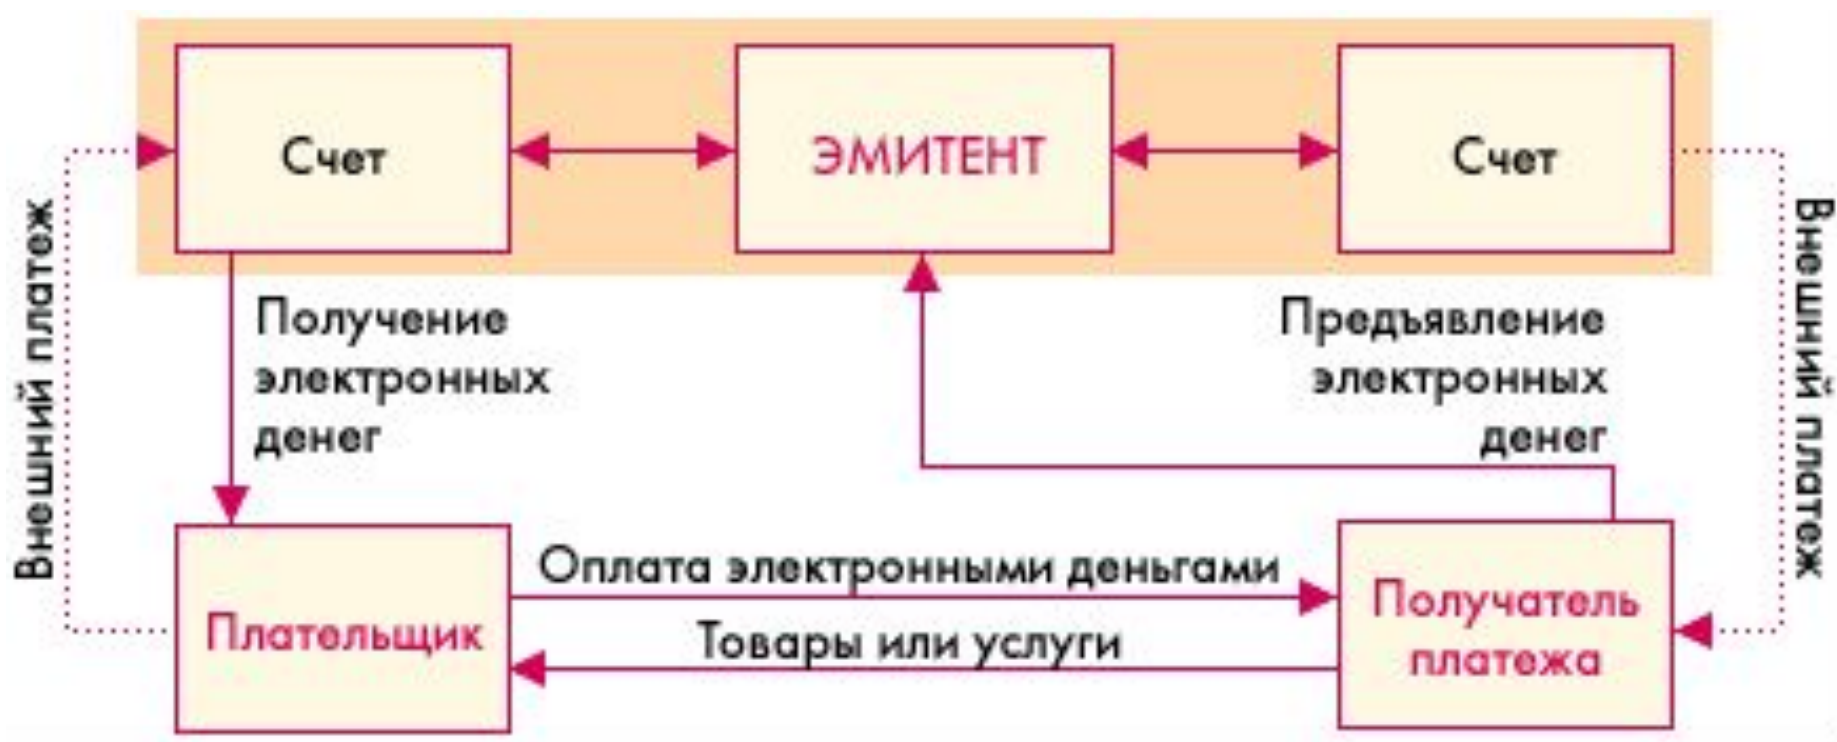 Счет
ЭМИТЕНТ
Счет
Внешний платеж
Получение
электронных
денег
Предъявление
электронных
денег
Внешний платеж
Оплата электронными деньгами
Товары или услуги
Плательщик
Получатель
платежа